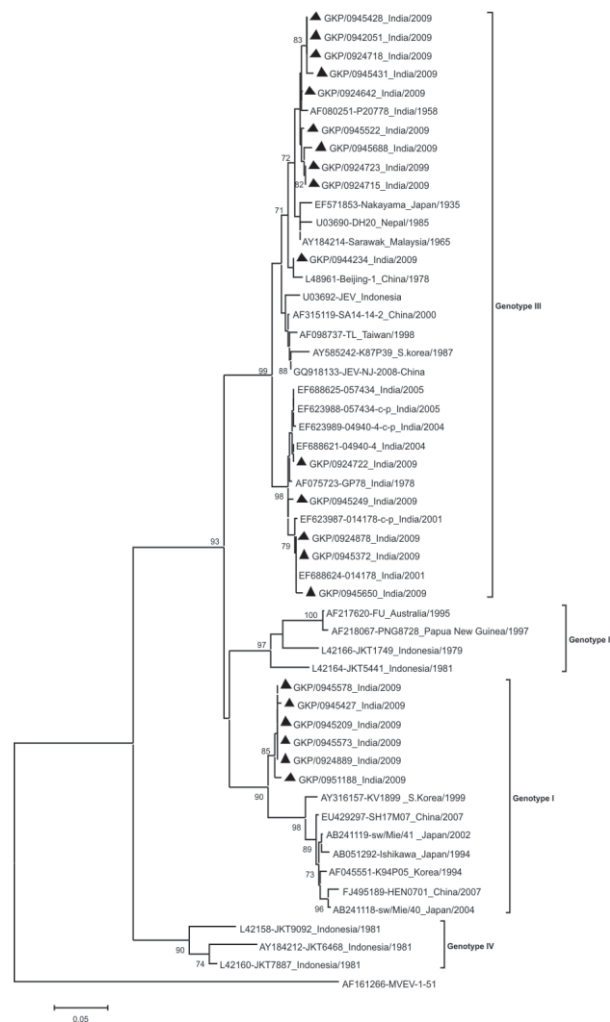 83
GKP/0945428_India/2009
GKP/0942051_India/2009
GKP/0924718_India/2009
GKP/0945431_India/2009
GKP/0924642_India/2009
AF080251-P20778_India/1958
GKP/0945522_India/2009
GKP/0945688_India/2009
72
GKP/0924723_India/2099
82
GKP/0924715_India/2009
EF571853-Nakayama_Japan/1935
71
U03690-DH20_Nepal/1985
AY184214-Sarawak_Malaysia/1965
GKP/0944234_India/2009
L48961-Beijing-1_China/1978
U03692-JEV_Indonesia
Genotype III
AF315119-SA14-14-2_China/2000
AF098737-TL_Taiwan/1998
AY585242-K87P39_S.korea/1987
99
88
GQ918133-JEV-NJ-2008-China
EF688625-057434_India/2005
EF623988-057434-c-p_India/2005
EF623989-04940-4-c-p_India/2004
EF688621-04940-4_India/2004
GKP/0924722_India/2009
AF075723-GP78_India/1978
98
GKP/0945249_India/2009
EF623987-014178-c-p_India/2001
93
GKP/0924878_India/2009
79
GKP/0945372_India/2009
EF688624-014178_India/2001
GKP/0945650_India/2009
100
AF217620-FU_Australia/1995
AF218067-PNG8728_Papua New Guinea/1997
Genotype I
97
L42166-JKT1749_Indonesia/1979
L42164-JKT5441_Indonesia/1981
GKP/0945578_India/2009
GKP/0945427_India/2009
GKP/0945209_India/2009
85
GKP/0945573_India/2009
GKP/0924889_India/2009
GKP/0951188_India/2009
Genotype I
90
AY316157-KV1899 _S.Korea/1999
98
EU429297-SH17M07_China/2007
AB241119-sw/Mie/41 _Japan/2002
89
AB051292-Ishikawa_Japan/1994
73
AF045551-K94P05_Korea/1994
FJ495189-HEN0701_China/2007
96
AB241118-sw/Mie/40_Japan/2004
L42158-JKT9092_Indonesia/1981
90
AY184212-JKT6468_Indonesia/1981
Genotype IV
74
L42160-JKT7887_Indonesia/1981
AF161266-MVEV-1-51
0.05